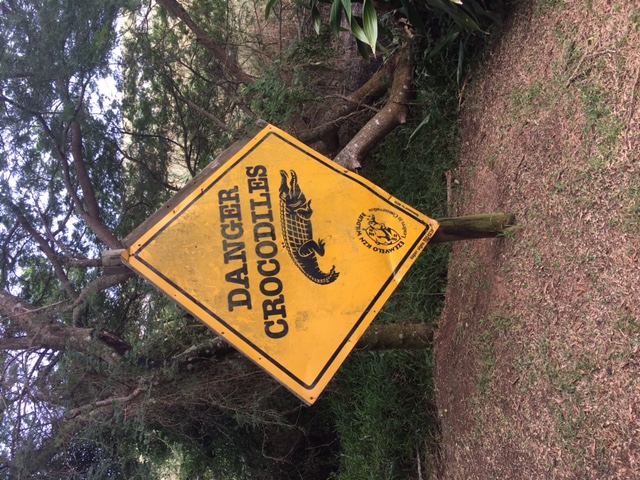 DANGER
CROCODILES
EZEMVELO KZN WILDLIFE